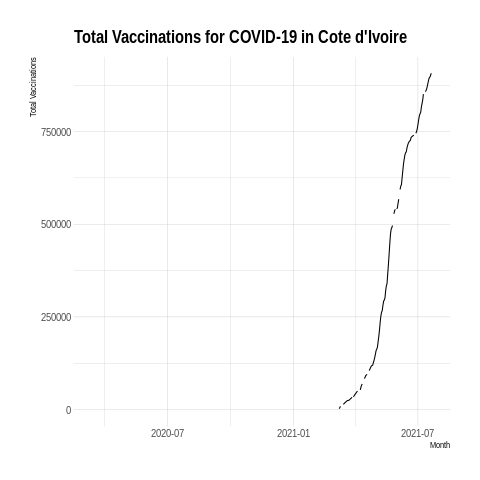 Total Vaccinations for COVID-19 in Cote d'Ivoire
Total Vaccinations
750000
500000
250000
0
2020-07
2021-01
2021-07
Month